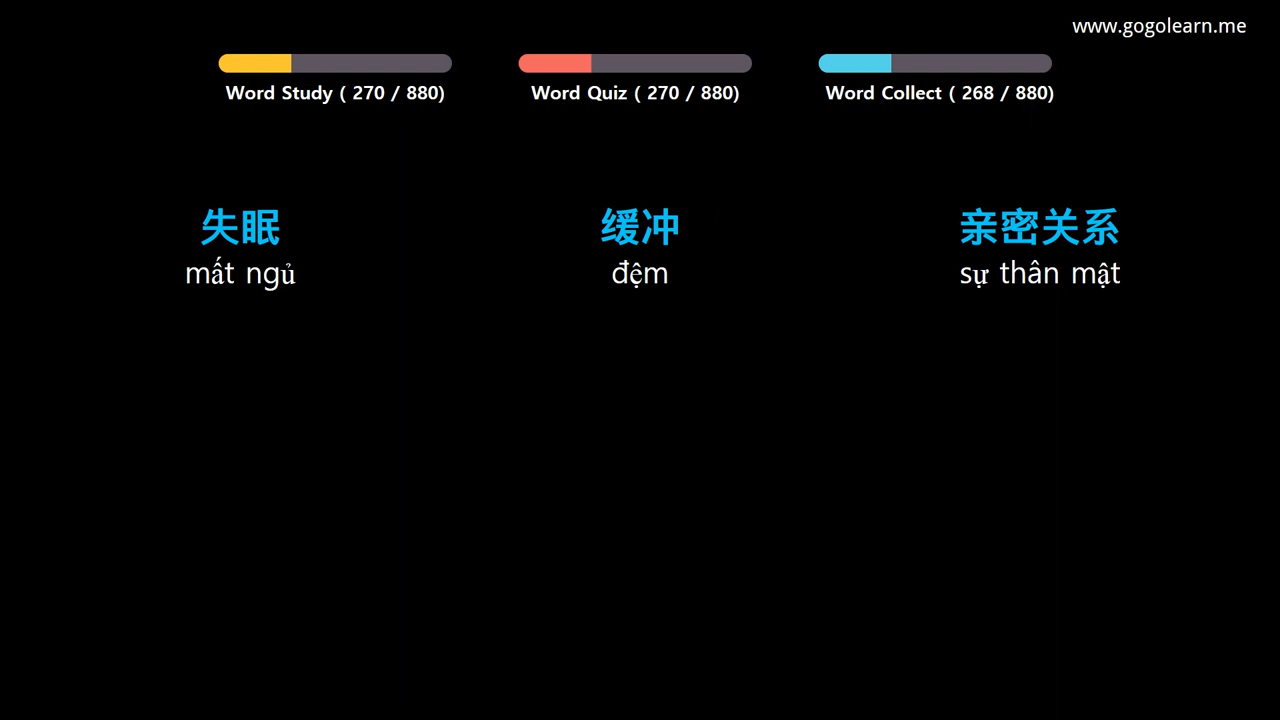 www.gogolearn.me
Word Study ( 270 / 880)
Word Quiz ( 270 / 880)
Word Collect ( 268 / 880)
失眠
mất ngủ
缓冲
đệm
亲密关系
sự thân mật